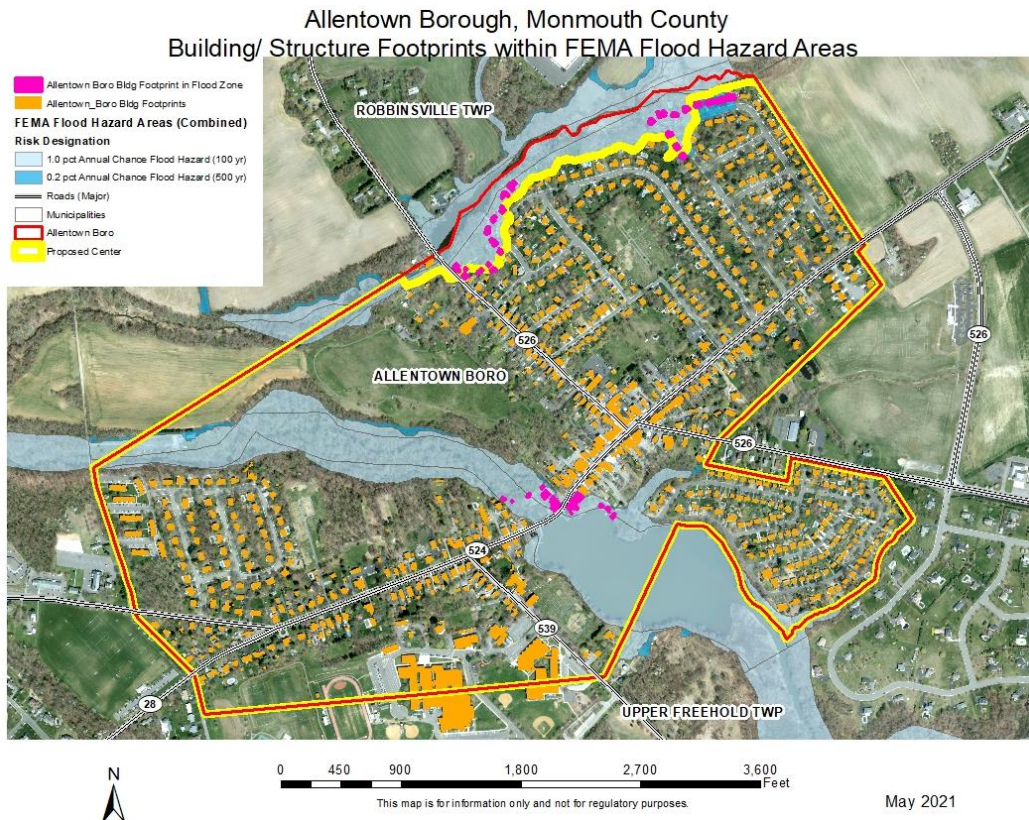 Allentown Borough, Monmouth County
Building/ Structure Footprints within FEMA Flood Hazard Areas
Allentown Boro Bldg Footprint in Flood Zone
Allentown_Boro Bldg Footprints
FEMA Flood Hazard Areas (Combined)
Risk Designation
1.0 pct Annual Chance Flood Hazard (100 yr)
0.2 pct Annual Chance Flood Hazard (500 yr)
Roads (Major)
Municipalities
Allentown Boro
Proposed Center
ROBBINSVILLE TWP
526
526
ALLENTOWN BORO
526
524
539
28
UPPER FREEHOLD TWP
N
0 450 900 1,800 2,700 3,600
Feet
This map is for information only and not for regulatory purposes.
May 2021